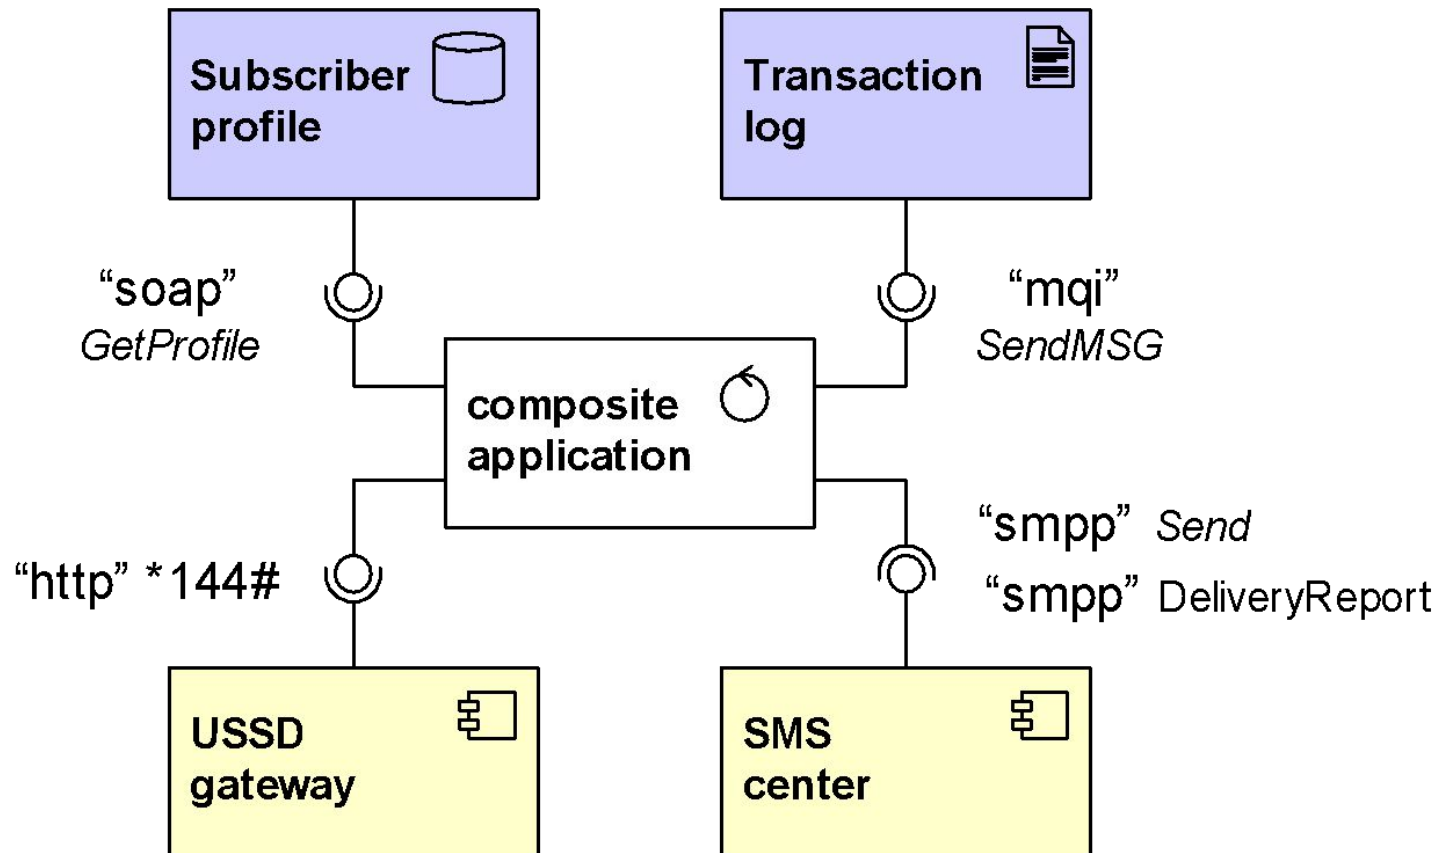 Subscriber
profile
Transaction
log
“soap”
GetProfile
“mqi”
SendMSG
composite
application
“http” *144#
“smpp” Send
“smpp” DeliveryReport
USSD
gateway
SMS
center